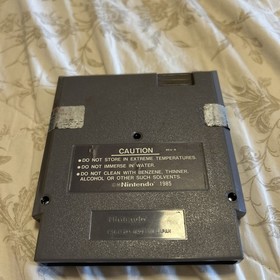 CAUTION
•DO NOT STORE IN EXTREME TEMPERATURES.
•DO NOT IMMERSE IN WATER.
•DO NOT CLEAN WITH BENZENE, THINNER,
ALCOHOL OR OTHER SUCH SOLVENTS.
©Nintendo 1985
Nintendo